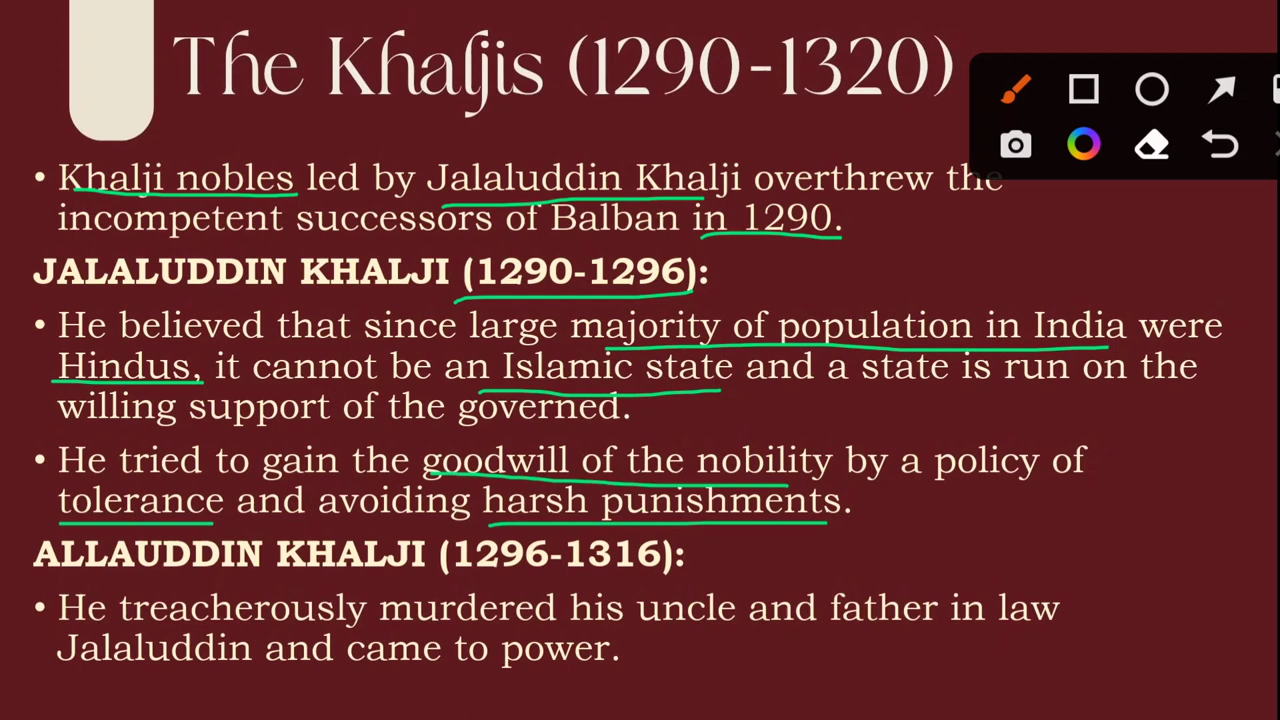 The Khaljis (1290-1320)
• Khalji nobles led by Jalaluddin Khalji overthrew the
incompetent successors of Balban in 1290.
JALALUDDIN KHALJI (1290-1296):
• He believed that since large majority of population in India were
Hindus, it cannot be an Islamic state and a state is run on the
willing support of the governed.
• He tried to gain the goodwill of the nobility by a policy of
tolerance and avoiding harsh punishments.
ALLAUDDIN KHALJI (1296-1316):
• He treacherously murdered his uncle and father in law
Jalaluddin and came to power.